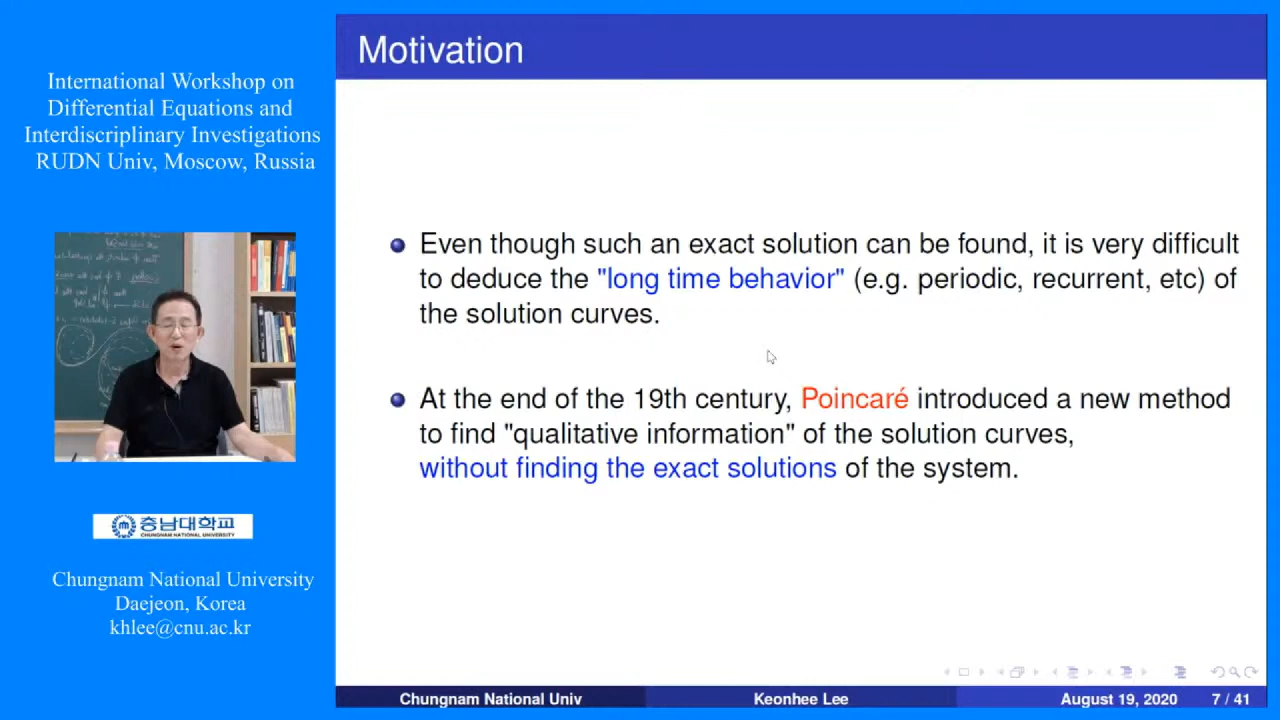 International Workshop on
Differential Equations and
Interdisciplinary Investigations
RUDN Univ, Moscow, Russia
충남대학교
CHUNGNAM NATIONAL UNIVERSITY
Chungnam National University
Daejeon, Korea
khlee@cnu.ac.kr
Motivation
Even though such an exact solution can be found, it is very difficult
to deduce the "long time behavior" (e.g. periodic, recurrent, etc) of
the solution curves.
At the end of the 19th century, Poincaré introduced a new method
to find "qualitative information" of the solution curves,
without finding the exact solutions of the system.
Chungnam National Univ
Keonhee Lee
August 19, 2020
7 / 41